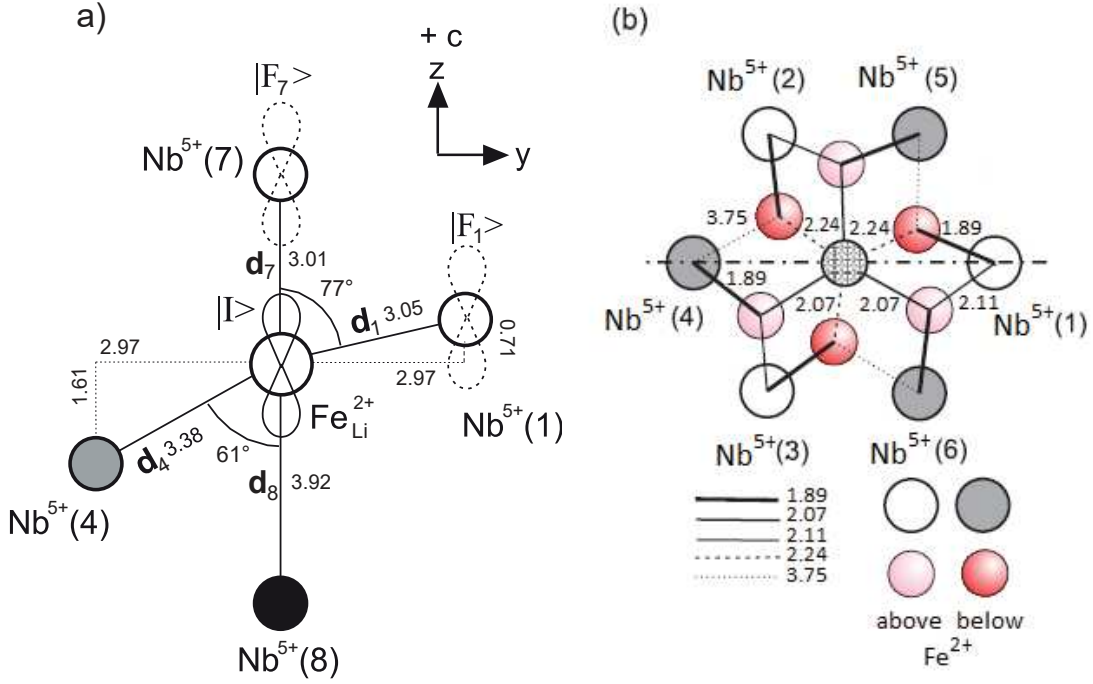 a)
+ c
z
y
|F₇>
Nb⁵⁺(7)
d₇
3.01
77°
|I>
d₁ 3.05
|F₁>
0.71
2.97
2.97
1.61
Fe²⁺Li
Nb⁵⁺(1)
d₄ 3.38
61°
d₈
3.92
Nb⁵⁺(4)
Nb⁵⁺(8)
(b)
Nb⁵⁺(2)
Nb⁵⁺(5)
3.75
2.24
2.24
1.89
1.89
2.07
2.07
2.11
Nb⁵⁺(4)
Nb⁵⁺(1)
Nb⁵⁺(3)
Nb⁵⁺(6)
1.89
2.07
2.11
2.24
3.75
above below
Fe²⁺